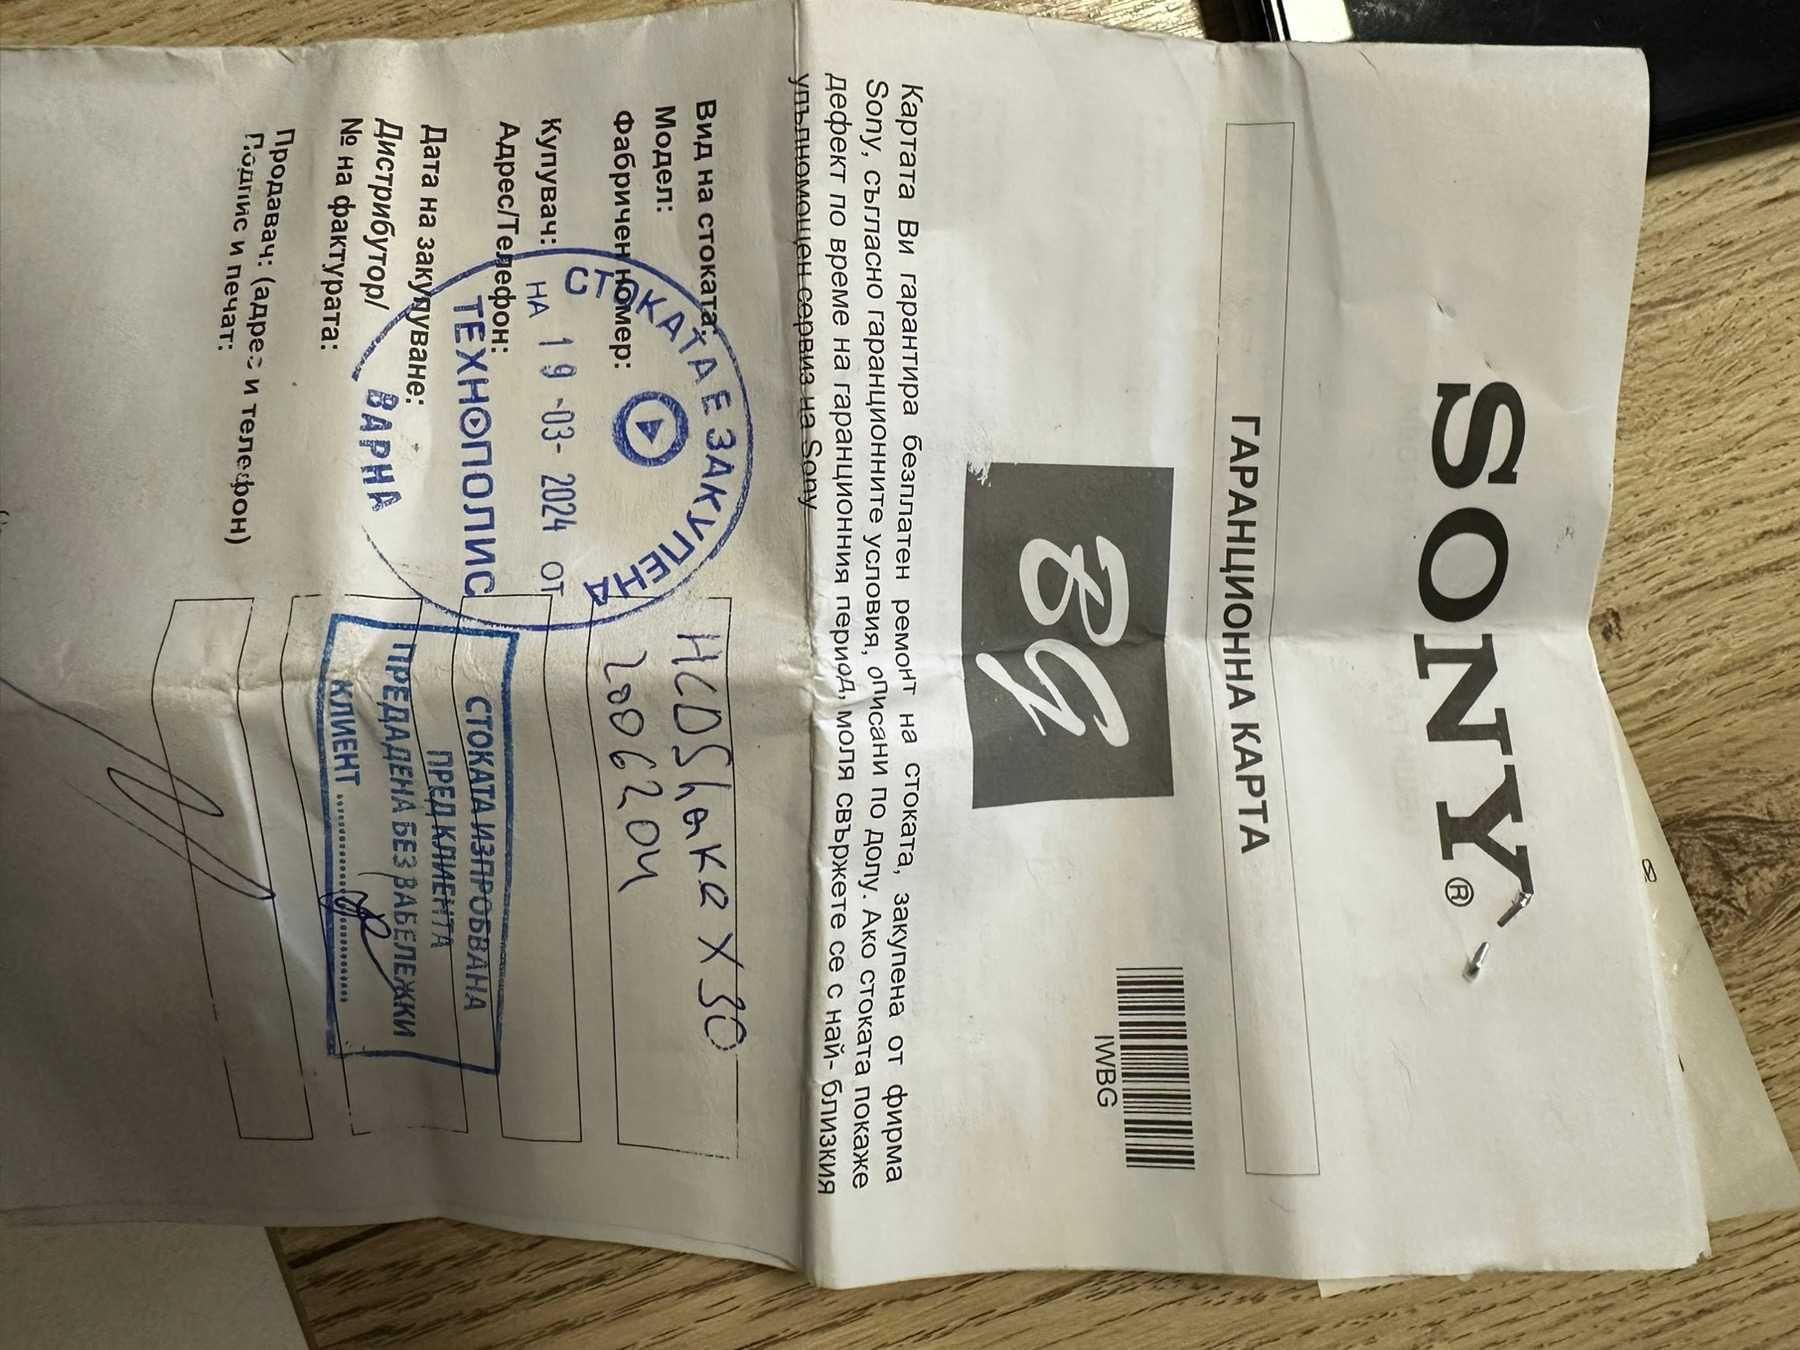 SONY®
ГАРАНЦИОННА КАРТА
BG
IWBG
Картата Ви гарантира безплатен ремонт на стоката, закупена от фирма
Sony, съгласно гаранционните условия, описани по долу. Ако стоката покаже
дефект по време на гаранционния период, моля свържете се с най- близкия
упълномощен сервиз на Sony
Вид на стоката:
Модел: HCDShake X30
Фабричен номер: 2006204
Купувач:
Адрес/Телефон:
Дата на закупуване:
Дистрибутор/
№ на фактурата:
Продавач: (адрес и телефон)
Подпис и печат:
СТОКАТА Е ЗАКУПЕНА
НА 19-03-2024 ОТ
ТЕХНОПОЛИС
ВАРНА
СТОКАТА ИЗПРОБВАНА
ПРЕД КЛИЕНТА
ПРЕДАДЕНА БЕЗ ЗАБЕЛЕЖКИ
КЛИЕНТ